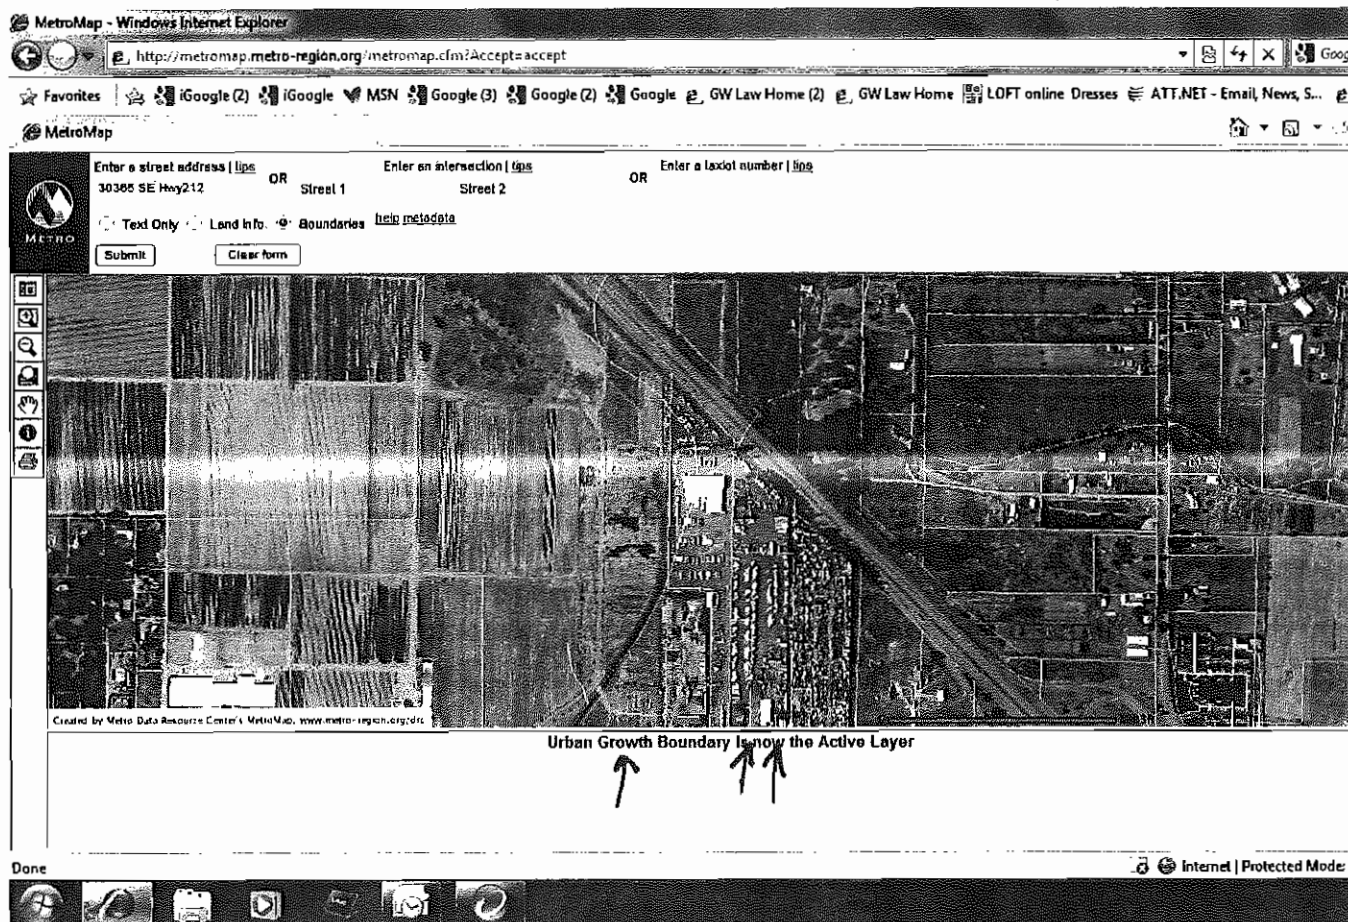 MetroMap - Windows Internet Explorer
http://metromap.metro-region.org/metromap.cfm?Accept=accept
Goog
Favorites iGoogle (2) iGoogle MSN Google (3) Google (2) Google GW Law Home (2) GW Law Home LOFT online Dresses ATT.NET - Email, News, S...
MetroMap
Enter a street address | tips OR Enter an intersection | tips OR Enter a taxlot number | tips
30365 SE Hwy212 Street 1 Street 2
Text Only Land Info. Boundaries help metadata
METRO
Submit Clear form
Created by Metro Data Resource Center's MetroMap, www.metro-region.org/drc
Urban Growth Boundary Is now the Active Layer
Done Internet | Protected Mode: